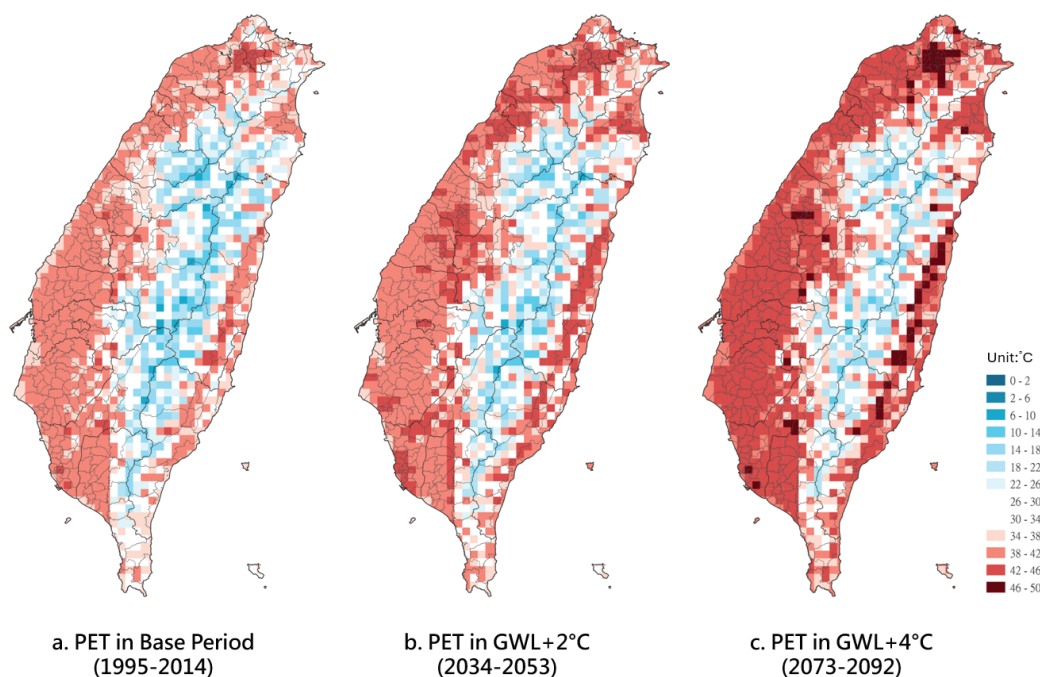 Unit:°C
0 - 2
2 - 6
6 - 10
10 - 14
14 - 18
18 - 22
22 - 26
26 - 30
30 - 34
34 - 38
38 - 42
42 - 46
46 - 50
a. PET in Base Period
(1995-2014)
b. PET in GWL+2°C
(2034-2053)
c. PET in GWL+4°C
(2073-2092)